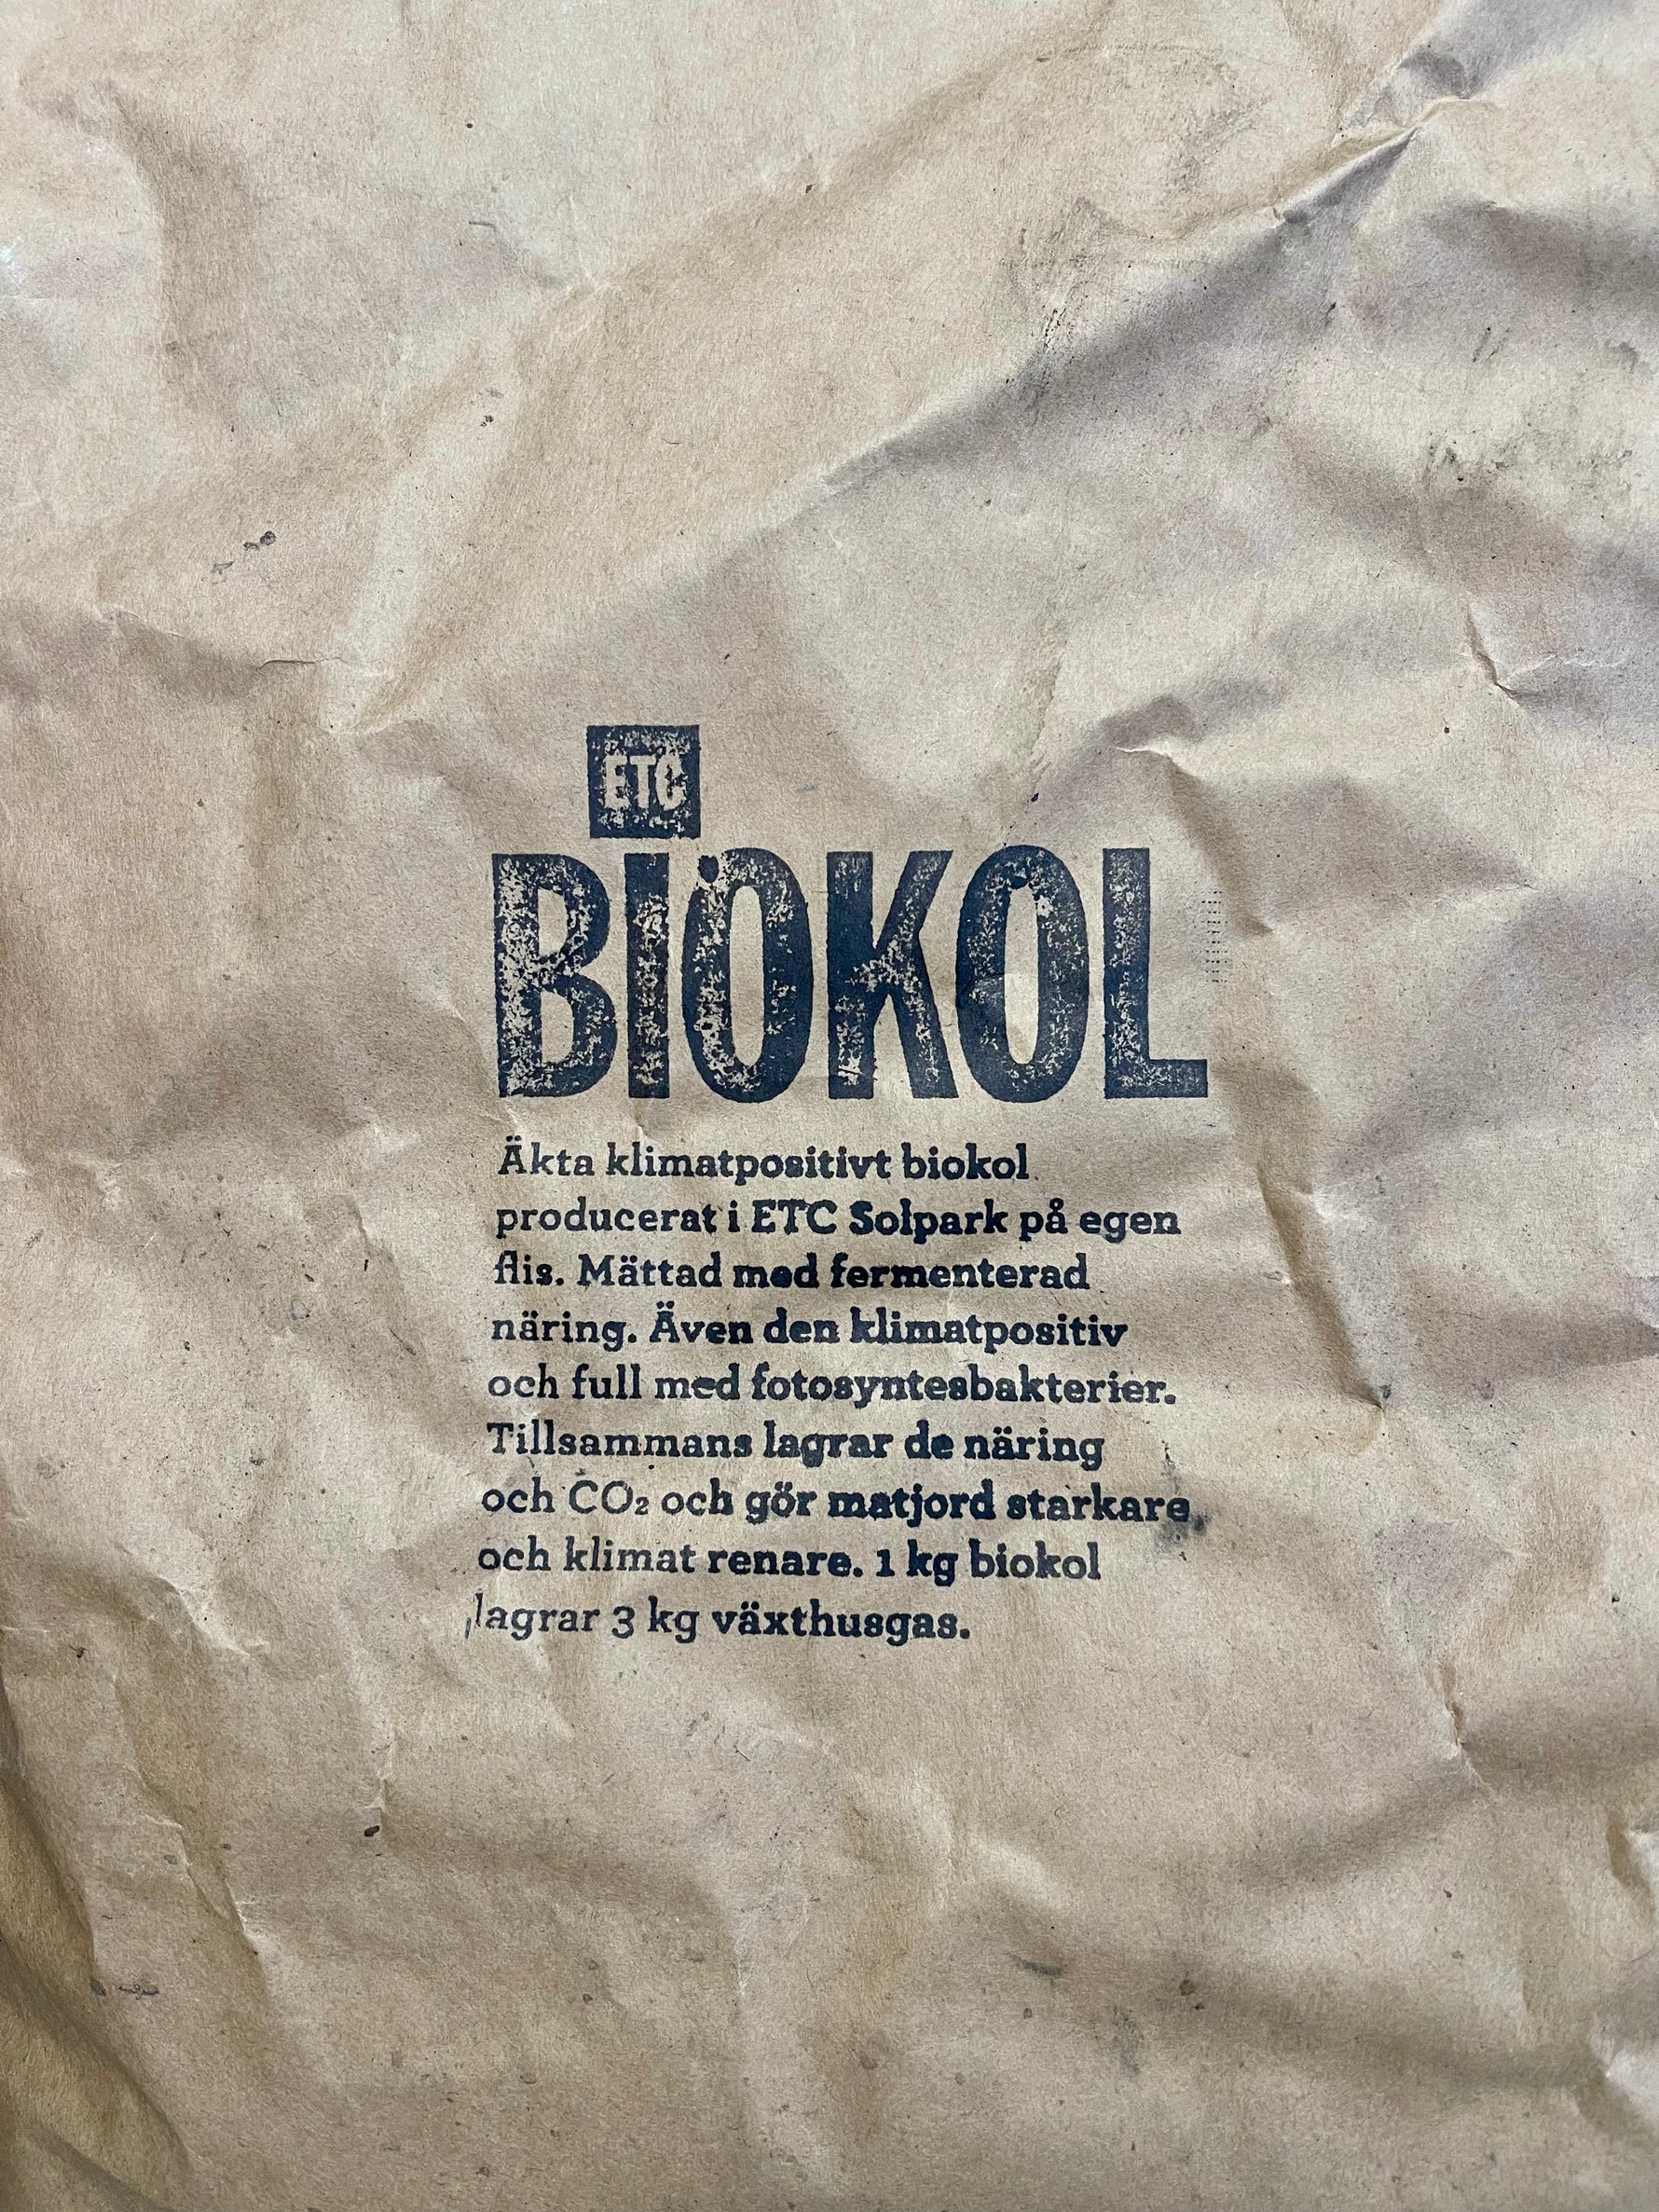 ETC
BIOKOL
Äkta klimatpositivt biokol
producerat i ETC Solpark på egen
flis. Mättad med fermenterad
näring. Även den klimatpositiv
och full med fotosyntesbakterier.
Tillsammans lagrar de näring
och CO₂ och gör matjord starkare
och klimat renare. 1 kg biokol
lagrar 3 kg växthusgas.